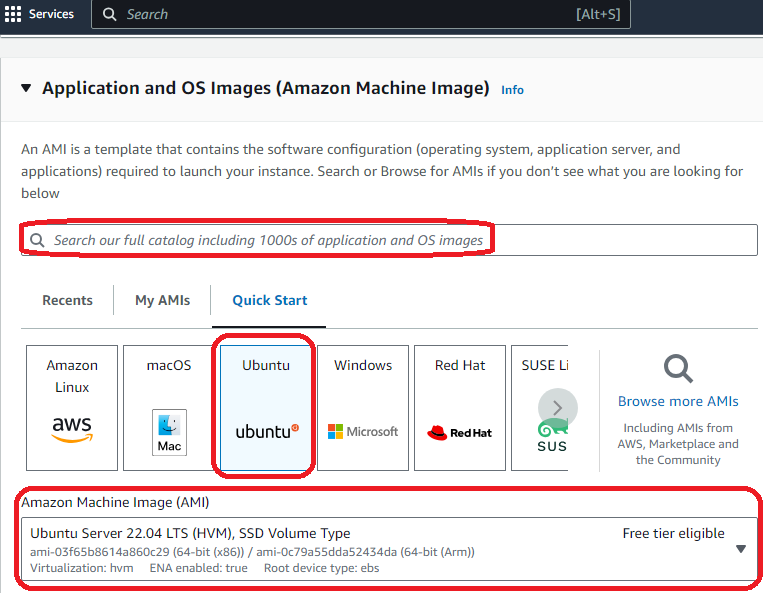 Services
Search [Alt+S]
Application and OS Images (Amazon Machine Image) Info
An AMI is a template that contains the software configuration (operating system, application server, and
applications) required to launch your instance. Search or Browse for AMIs if you don't see what you are looking for
below
Search our full catalog including 1000s of application and OS images
Recents
My AMIs
Quick Start
Amazon
Linux
aws
macOS
Mac
Ubuntu
ubuntu
Windows
Microsoft
Red Hat
Red Hat
SUSE Li
SUS
Browse more AMIs
Including AMIs from
AWS, Marketplace and
the Community
Amazon Machine Image (AMI)
Ubuntu Server 22.04 LTS (HVM), SSD Volume Type Free tier eligible
ami-03f65b8614a860c29 (64-bit (x86)) / ami-0c79a55dda52434da (64-bit (Arm))
Virtualization: hvm ENA enabled: true Root device type: ebs